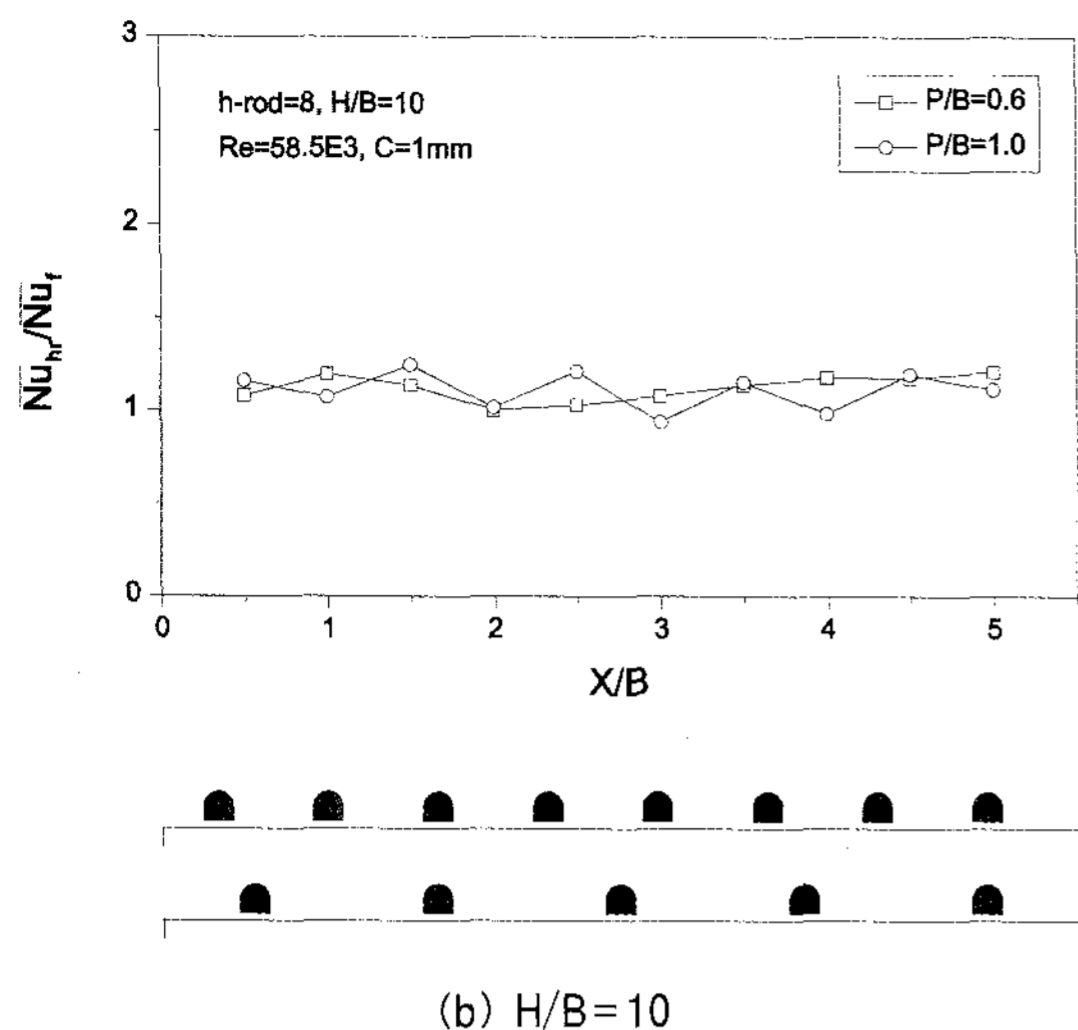 3
h-rod=8, H/B=10
Re=58.5E3, C=1mm
P/B=0.6
P/B=1.0
2
Nu_hr/Nu_f
1
0
0 1 2 3 4 5
X/B
(b) H/B=10